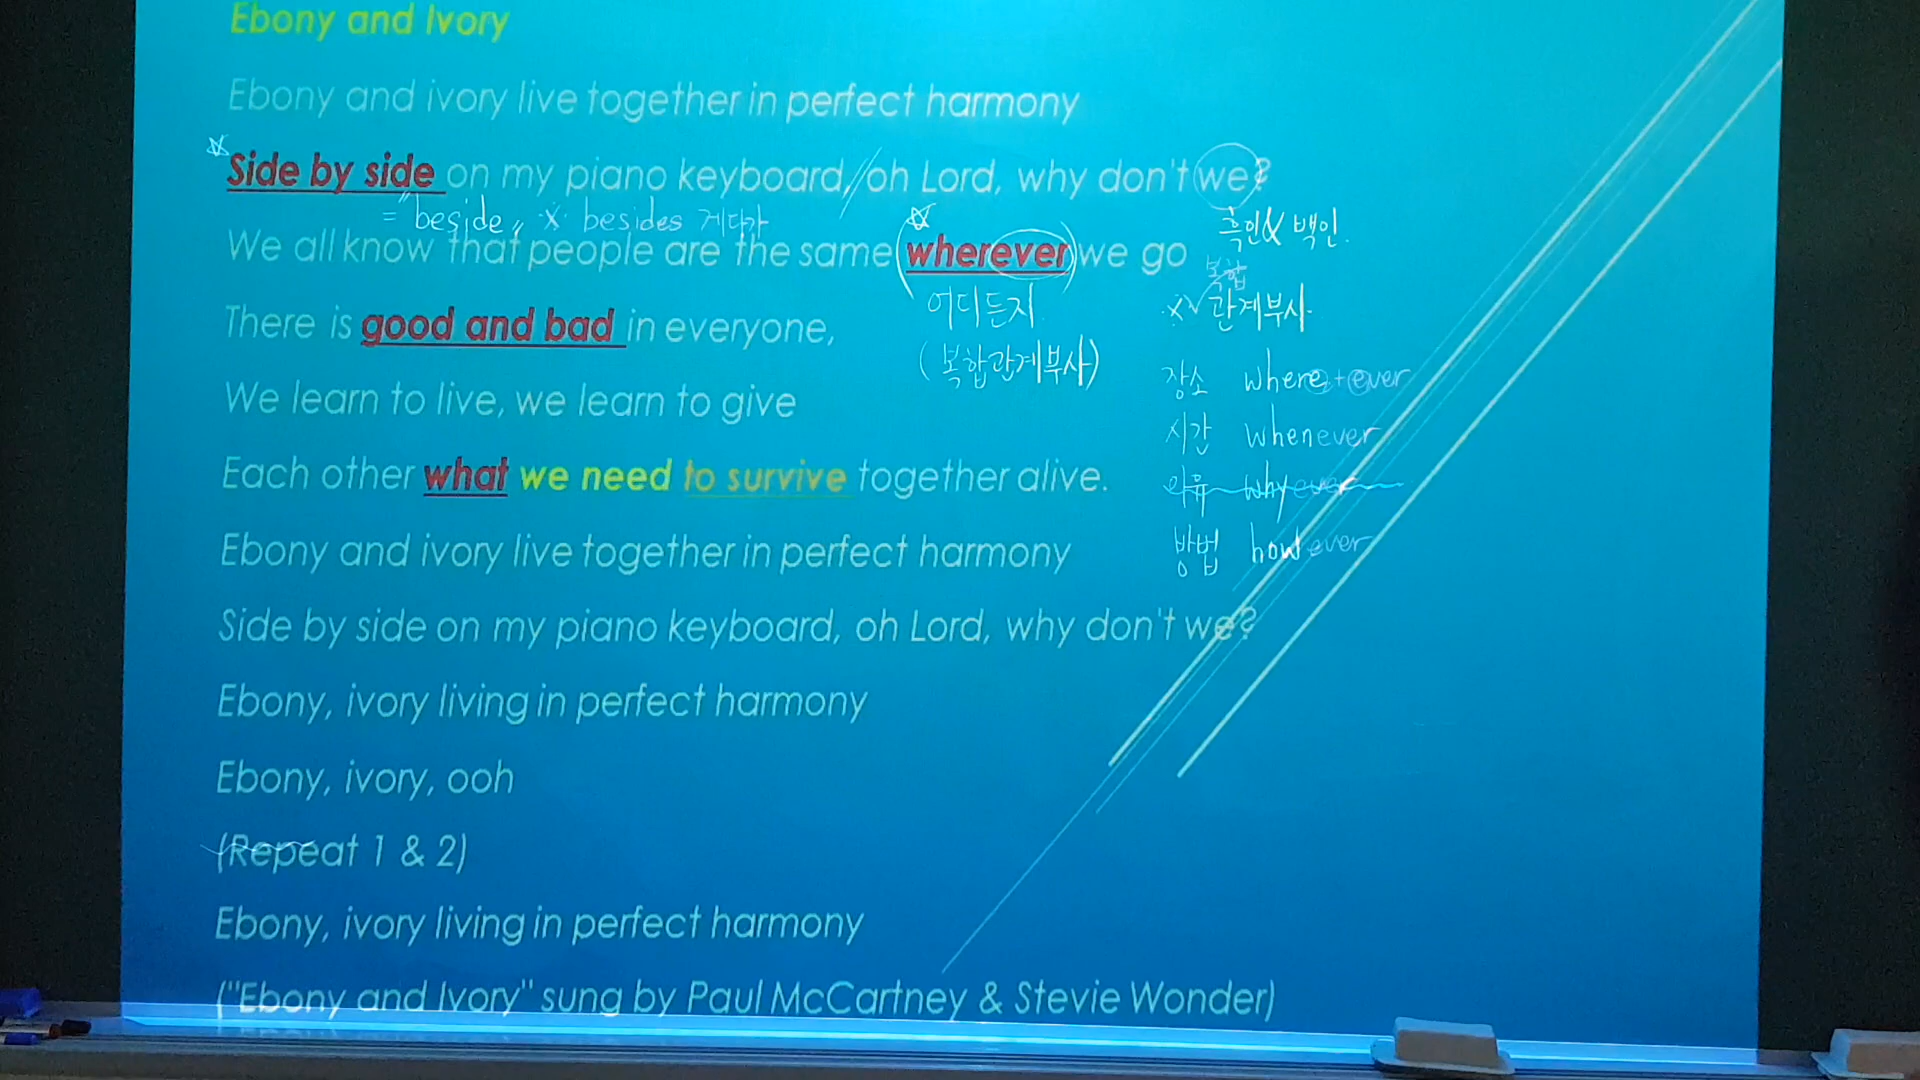 Ebony and Ivory
Ebony and ivory live together in perfect harmony
Side by side on my piano keyboard, oh Lord, why don't we?
= "beside" ※ besides 게다가
흑인 & 백인.
We all know that people are the same wherever we go
복합
어디든지
※ 관계부사
There is good and bad in everyone,
(복합관계부사)
장소 where + ever
We learn to live, we learn to give
시간 whenever
Each other what we need to survive together alive.
이유 whyever
방법 however
Ebony and ivory live together in perfect harmony
Side by side on my piano keyboard, oh Lord, why don't we?
Ebony, ivory living in perfect harmony
Ebony, ivory, ooh
(Repeat 1 & 2)
Ebony, ivory living in perfect harmony
("Ebony and Ivory" sung by Paul McCartney & Stevie Wonder)